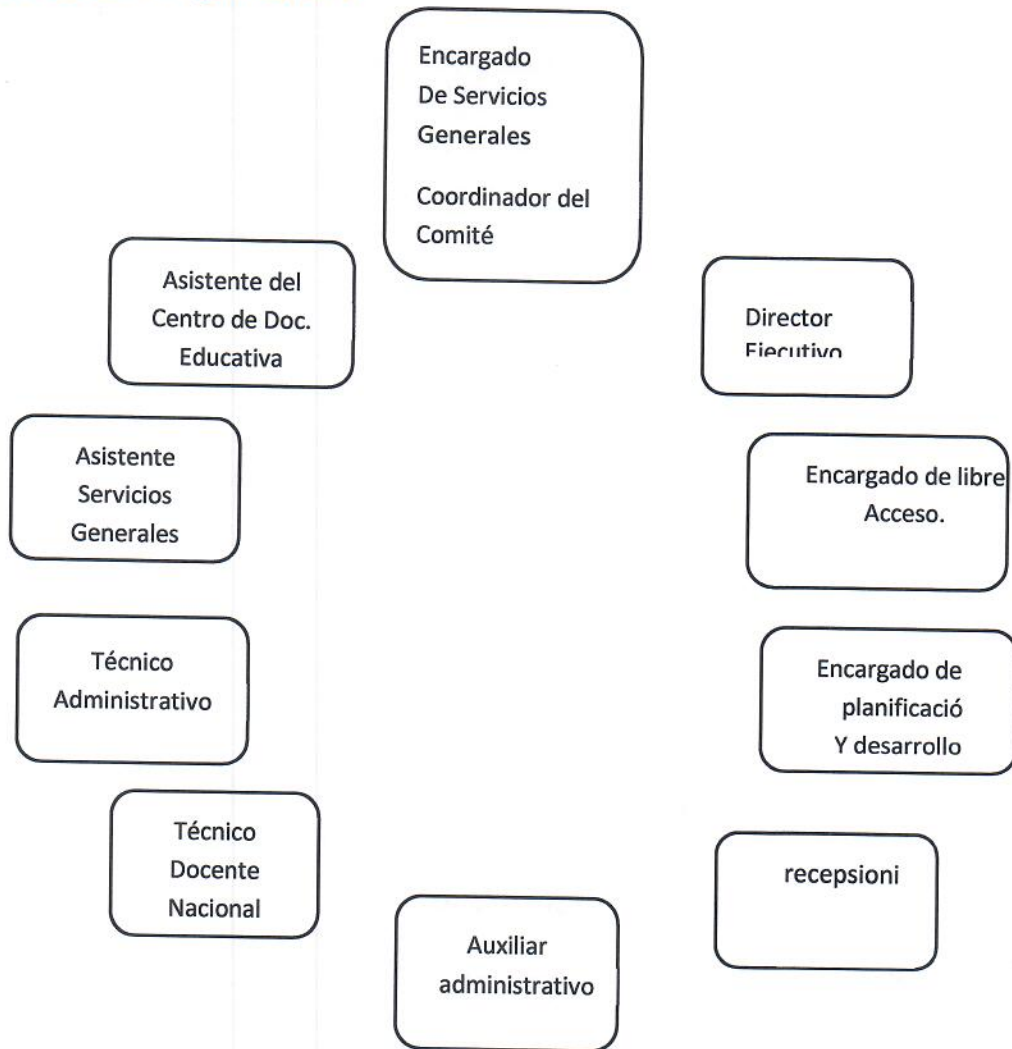 Encargado
De Servicios
Generales
Coordinador del
Comité
Asistente del
Centro de Doc.
Educativa
Director
Ejecutivo
Asistente
Servicios
Generales
Encargado de libre
Acceso.
Técnico
Administrativo
Encargado de
planificació
Y desarrollo
Técnico
Docente
Nacional
recepsioni
Auxiliar
administrativo